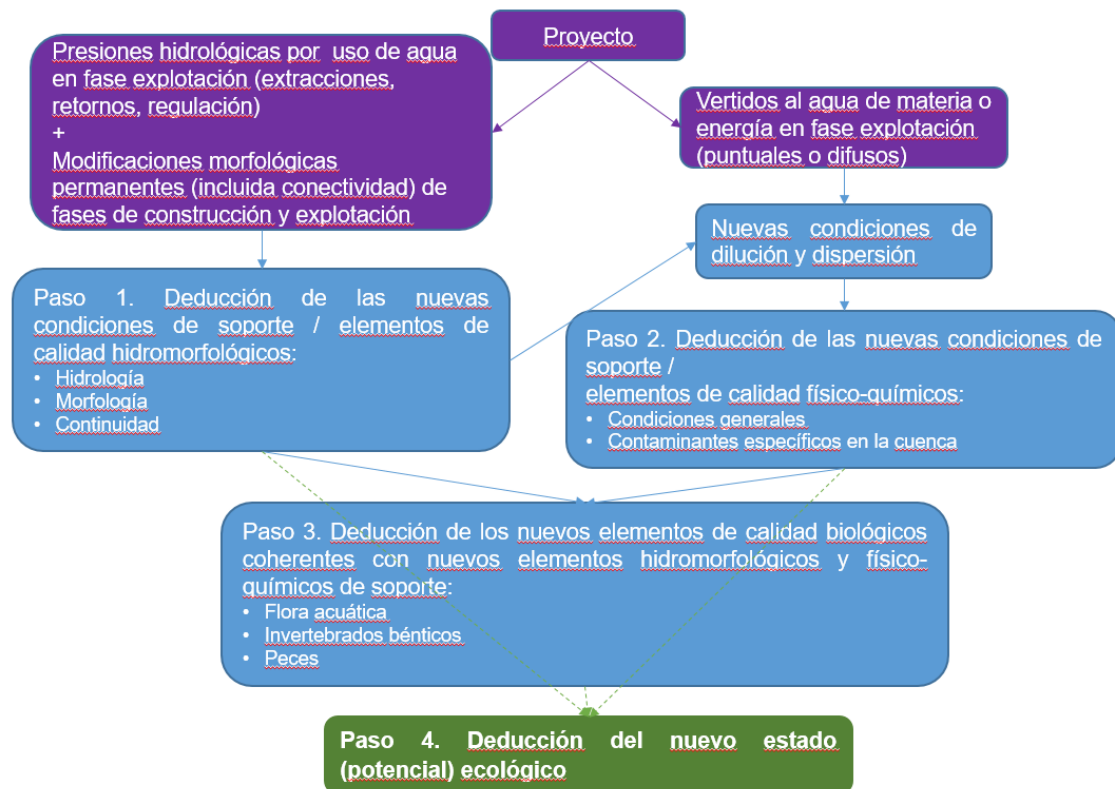 Proyecto
Presiones hidrológicas por uso de agua
en fase explotación (extracciones,
retornos, regulación)
+
Modificaciones morfológicas
permanentes (incluida conectividad) de
fases de construcción y explotación
Vertidos al agua de materia o
energía en fase explotación
(puntuales o difusos)
Nuevas condiciones de
dilución y dispersión
Paso 1. Deducción de las nuevas
condiciones de soporte / elementos de
calidad hidromorfológicos:
• Hidrología
• Morfología
• Continuidad
Paso 2. Deducción de las nuevas condiciones de
soporte /
elementos de calidad físico-químicos:
• Condiciones generales
• Contaminantes específicos en la cuenca
Paso 3. Deducción de los nuevos elementos de calidad biológicos
coherentes con nuevos elementos hidromorfológicos y físico-
químicos de soporte:
• Flora acuática
• Invertebrados bénticos
• Peces
Paso 4. Deducción del nuevo estado
(potencial) ecológico